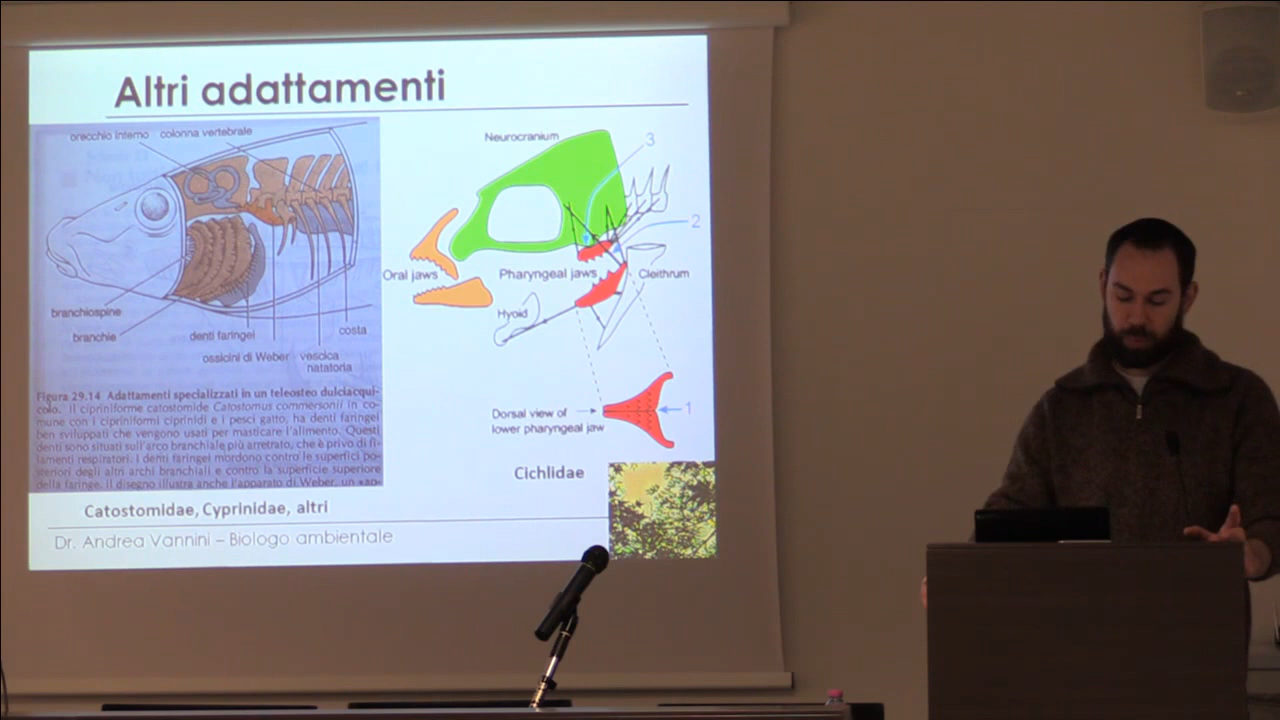 Altri adattamenti
orecchio interno colonna vertebrale
branchiospine
branchie
denti faringei
ossicini di Weber
vescica
natatoria
costa
Figura 29.14 Adattamenti specializzati in un teleosteo dulciacqui-
colo. Il cipriniforme catostomide Catostomus commersonii in co-
mune con i cipriniformi ciprinidi e i pesci gatto, ha denti faringei
ben sviluppati che vengono usati per masticare l'alimento. Questi
denti sono situati sull'arco branchiale più arretrato, che è privo di fi-
lamenti respiratori. I denti faringei mordono contro le superfici po-
steriori degli altri archi branchiali e contro la superficie superiore
della faringe. Il disegno illustra anche l'apparato di Weber, un
Catostomidae, Cyprinidae, altri
Neurocranium
3
2
Oral jaws
Pharyngeal jaws
Cleithrum
Hyoid
Dorsal view of
lower pharyngeal jaw
1
Cichlidae
Dr. Andrea Vannini – Biologo ambientale